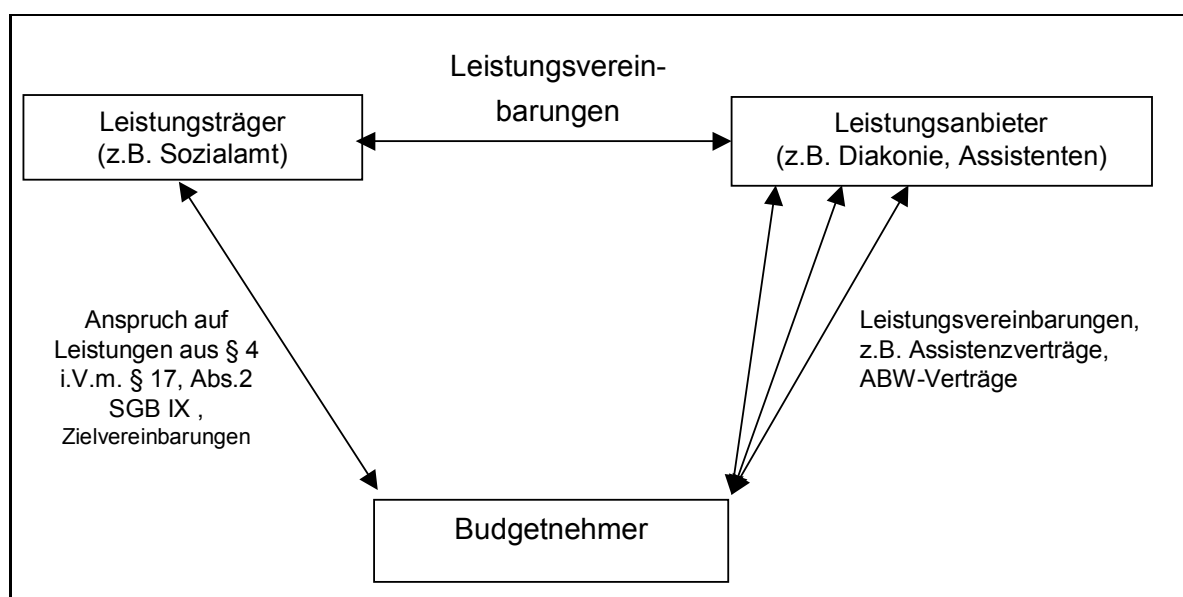 Leistungsverein-
barungen
Leistungsträger
(z.B. Sozialamt)
Leistungsanbieter
(z.B. Diakonie, Assistenten)
Anspruch auf
Leistungen aus § 4
i.V.m. § 17, Abs.2
SGB IX ,
Zielvereinbarungen
Leistungsvereinbarungen,
z.B. Assistenzverträge,
ABW-Verträge
Budgetnehmer